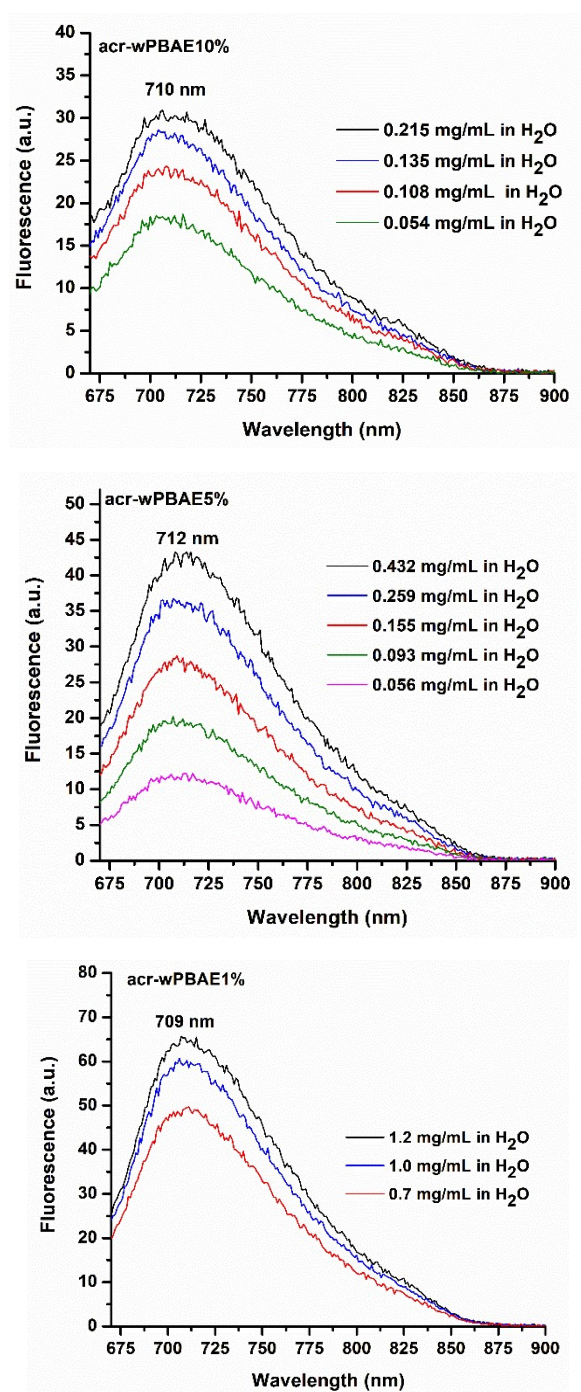 acr-wPBAE10%
710 nm
0.215 mg/mL in H2O
0.135 mg/mL in H2O
0.108 mg/mL in H2O
0.054 mg/mL in H2O
Fluorescence (a.u.)
40
35
30
25
20
15
10
5
0
675 700 725 750 775 800 825 850 875 900
Wavelength (nm)
acr-wPBAE5%
712 nm
0.432 mg/mL in H2O
0.259 mg/mL in H2O
0.155 mg/mL in H2O
0.093 mg/mL in H2O
0.056 mg/mL in H2O
Fluorescence (a.u.)
50
45
40
35
30
25
20
15
10
5
0
675 700 725 750 775 800 825 850 875 900
Wavelength (nm)
acr-wPBAE1%
709 nm
1.2 mg/mL in H2O
1.0 mg/mL in H2O
0.7 mg/mL in H2O
Fluorescence (a.u.)
80
70
60
50
40
30
20
10
0
675 700 725 750 775 800 825 850 875 900
Wavelength (nm)